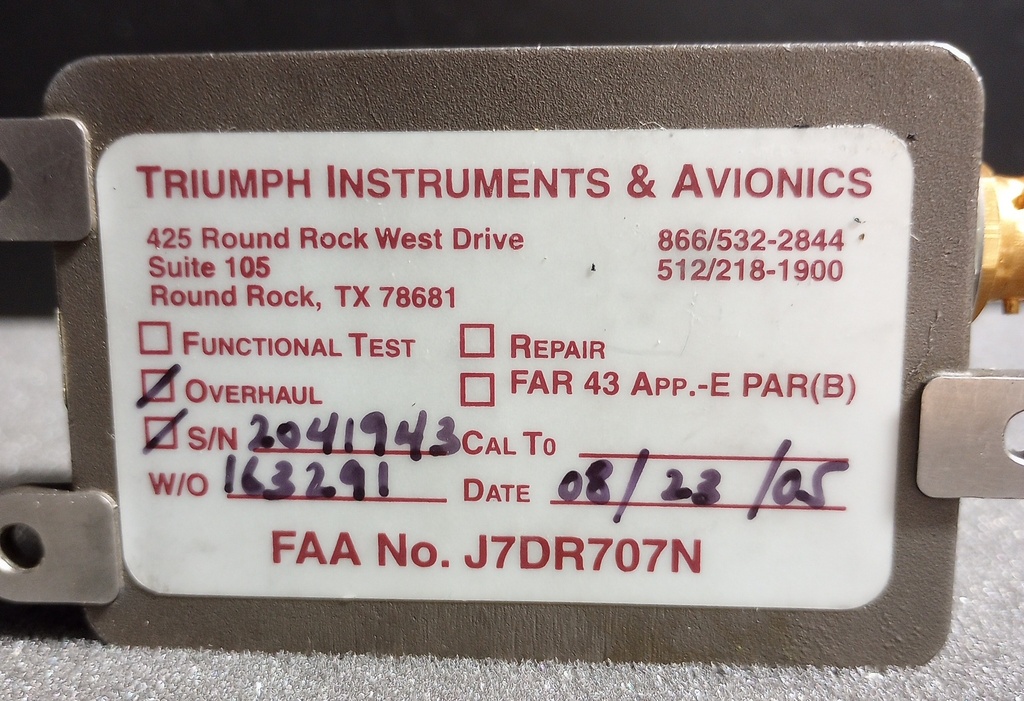 TRIUMPH INSTRUMENTS & AVIONICS
425 Round Rock West Drive 866/532-2844
Suite 105 512/218-1900
Round Rock, TX 78681
FUNCTIONAL TEST REPAIR
OVERHAUL FAR 43 APP.-E PAR(B)
S/N 2041943 CAL TO
W/O 163291 DATE 08/23/05
FAA No. J7DR707N